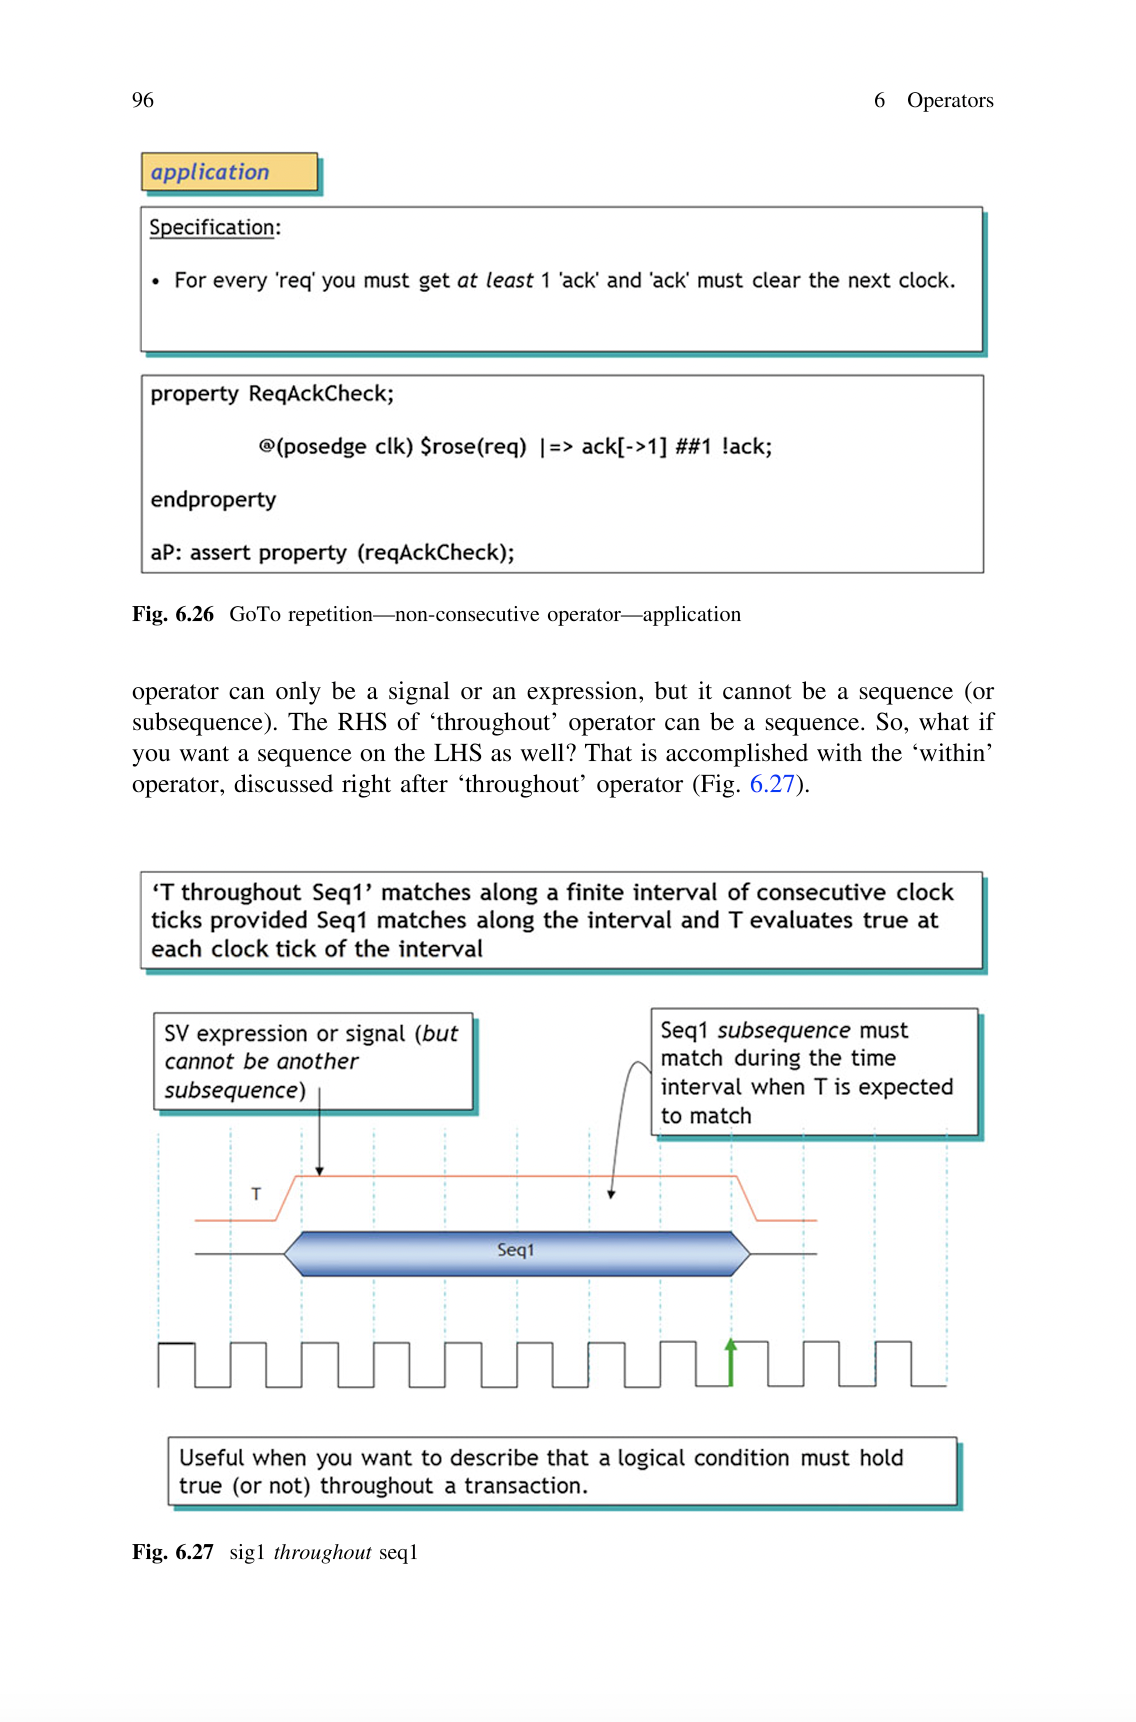 96
6 Operators
application
Specification:
• For every 'req' you must get at least 1 'ack' and 'ack' must clear the next clock.
property ReqAckCheck;
@(posedge clk) $rose(req) |=> ack[->1] ##1 !ack;
endproperty
aP: assert property (reqAckCheck);
Fig. 6.26 GoTo repetition—non-consecutive operator—application
operator can only be a signal or an expression, but it cannot be a sequence (or
subsequence). The RHS of ‘throughout’ operator can be a sequence. So, what if
you want a sequence on the LHS as well? That is accomplished with the ‘within’
operator, discussed right after ‘throughout’ operator (Fig. 6.27).
‘T throughout Seq1’ matches along a finite interval of consecutive clock
ticks provided Seq1 matches along the interval and T evaluates true at
each clock tick of the interval
SV expression or signal (but
cannot be another
subsequence)
Seq1 subsequence must
match during the time
interval when T is expected
to match
T
Seq1
Useful when you want to describe that a logical condition must hold
true (or not) throughout a transaction.
Fig. 6.27 sig1 throughout seq1